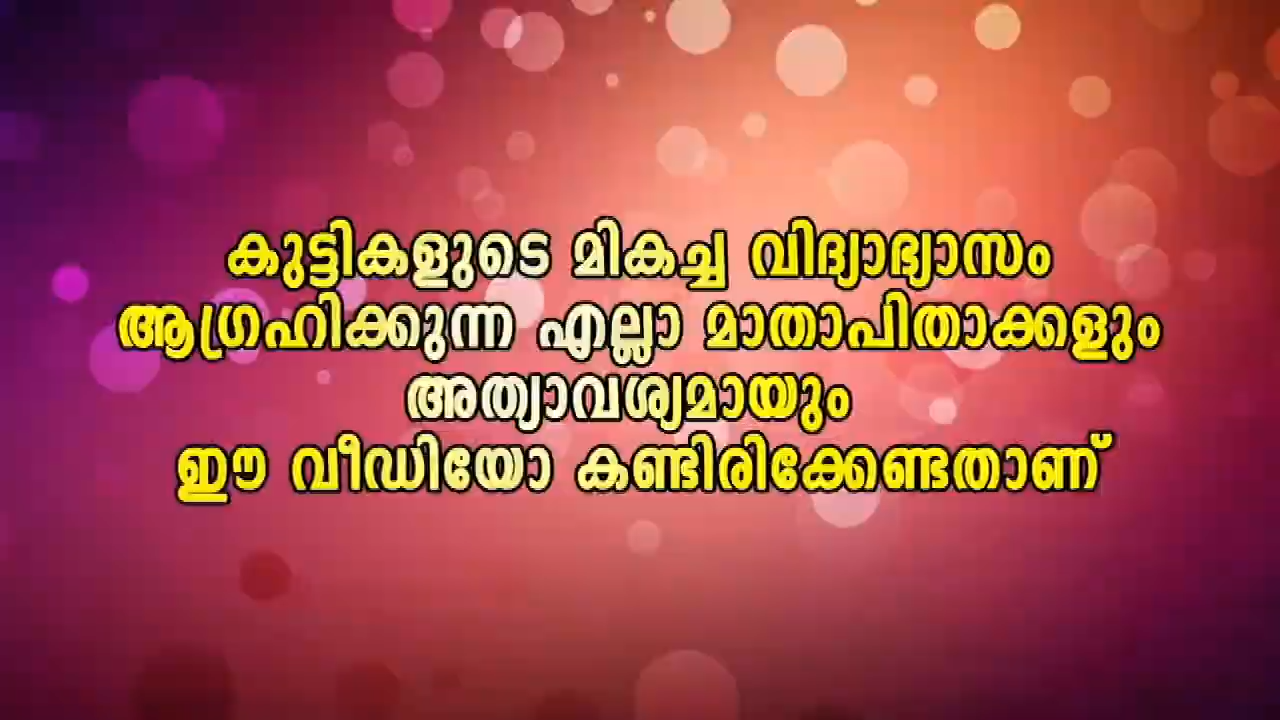 കുട്ടികളുടെ മികച്ച വിദ്യാഭ്യാസം
ആഗ്രഹിക്കുന്ന എല്ലാ മാതാപിതാക്കളും
അത്യാവശ്യമായും
ഈ വീഡിയോ കണ്ടിരിക്കേണ്ടതാണ്